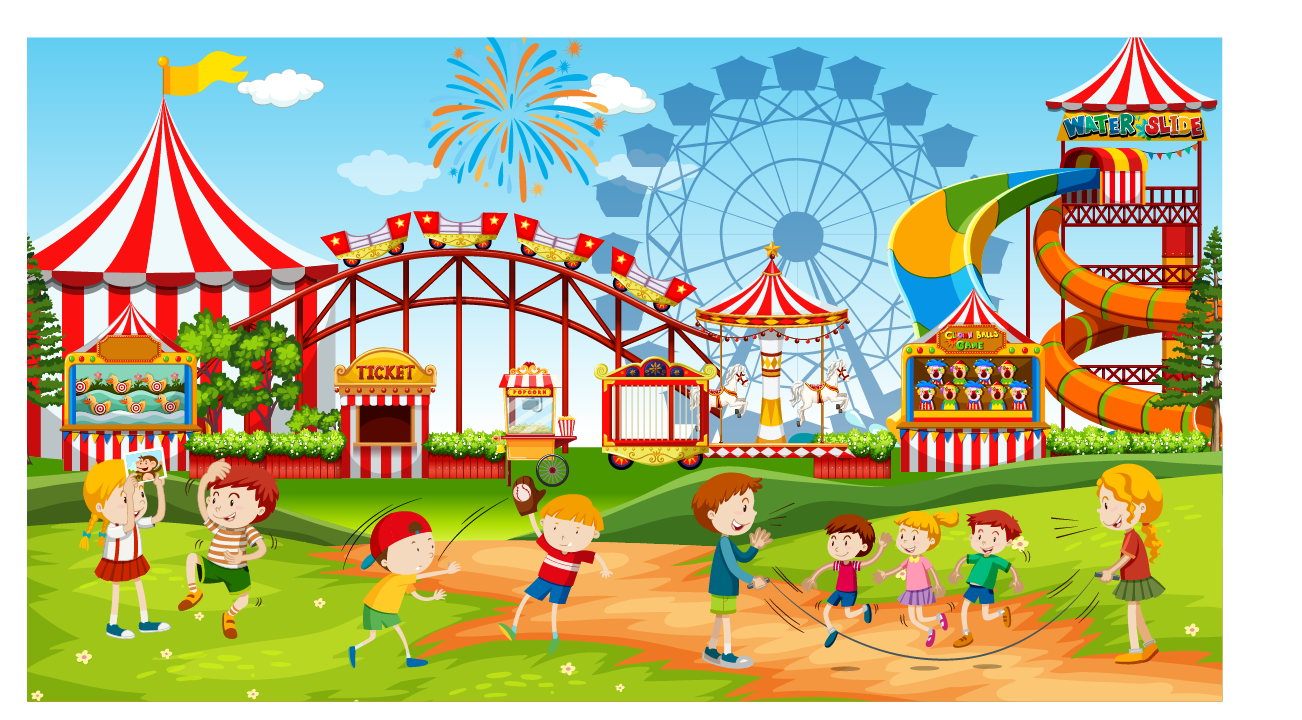 WATER SLIDE
TICKET
POPCORN
CLOWN BALLS
GAME